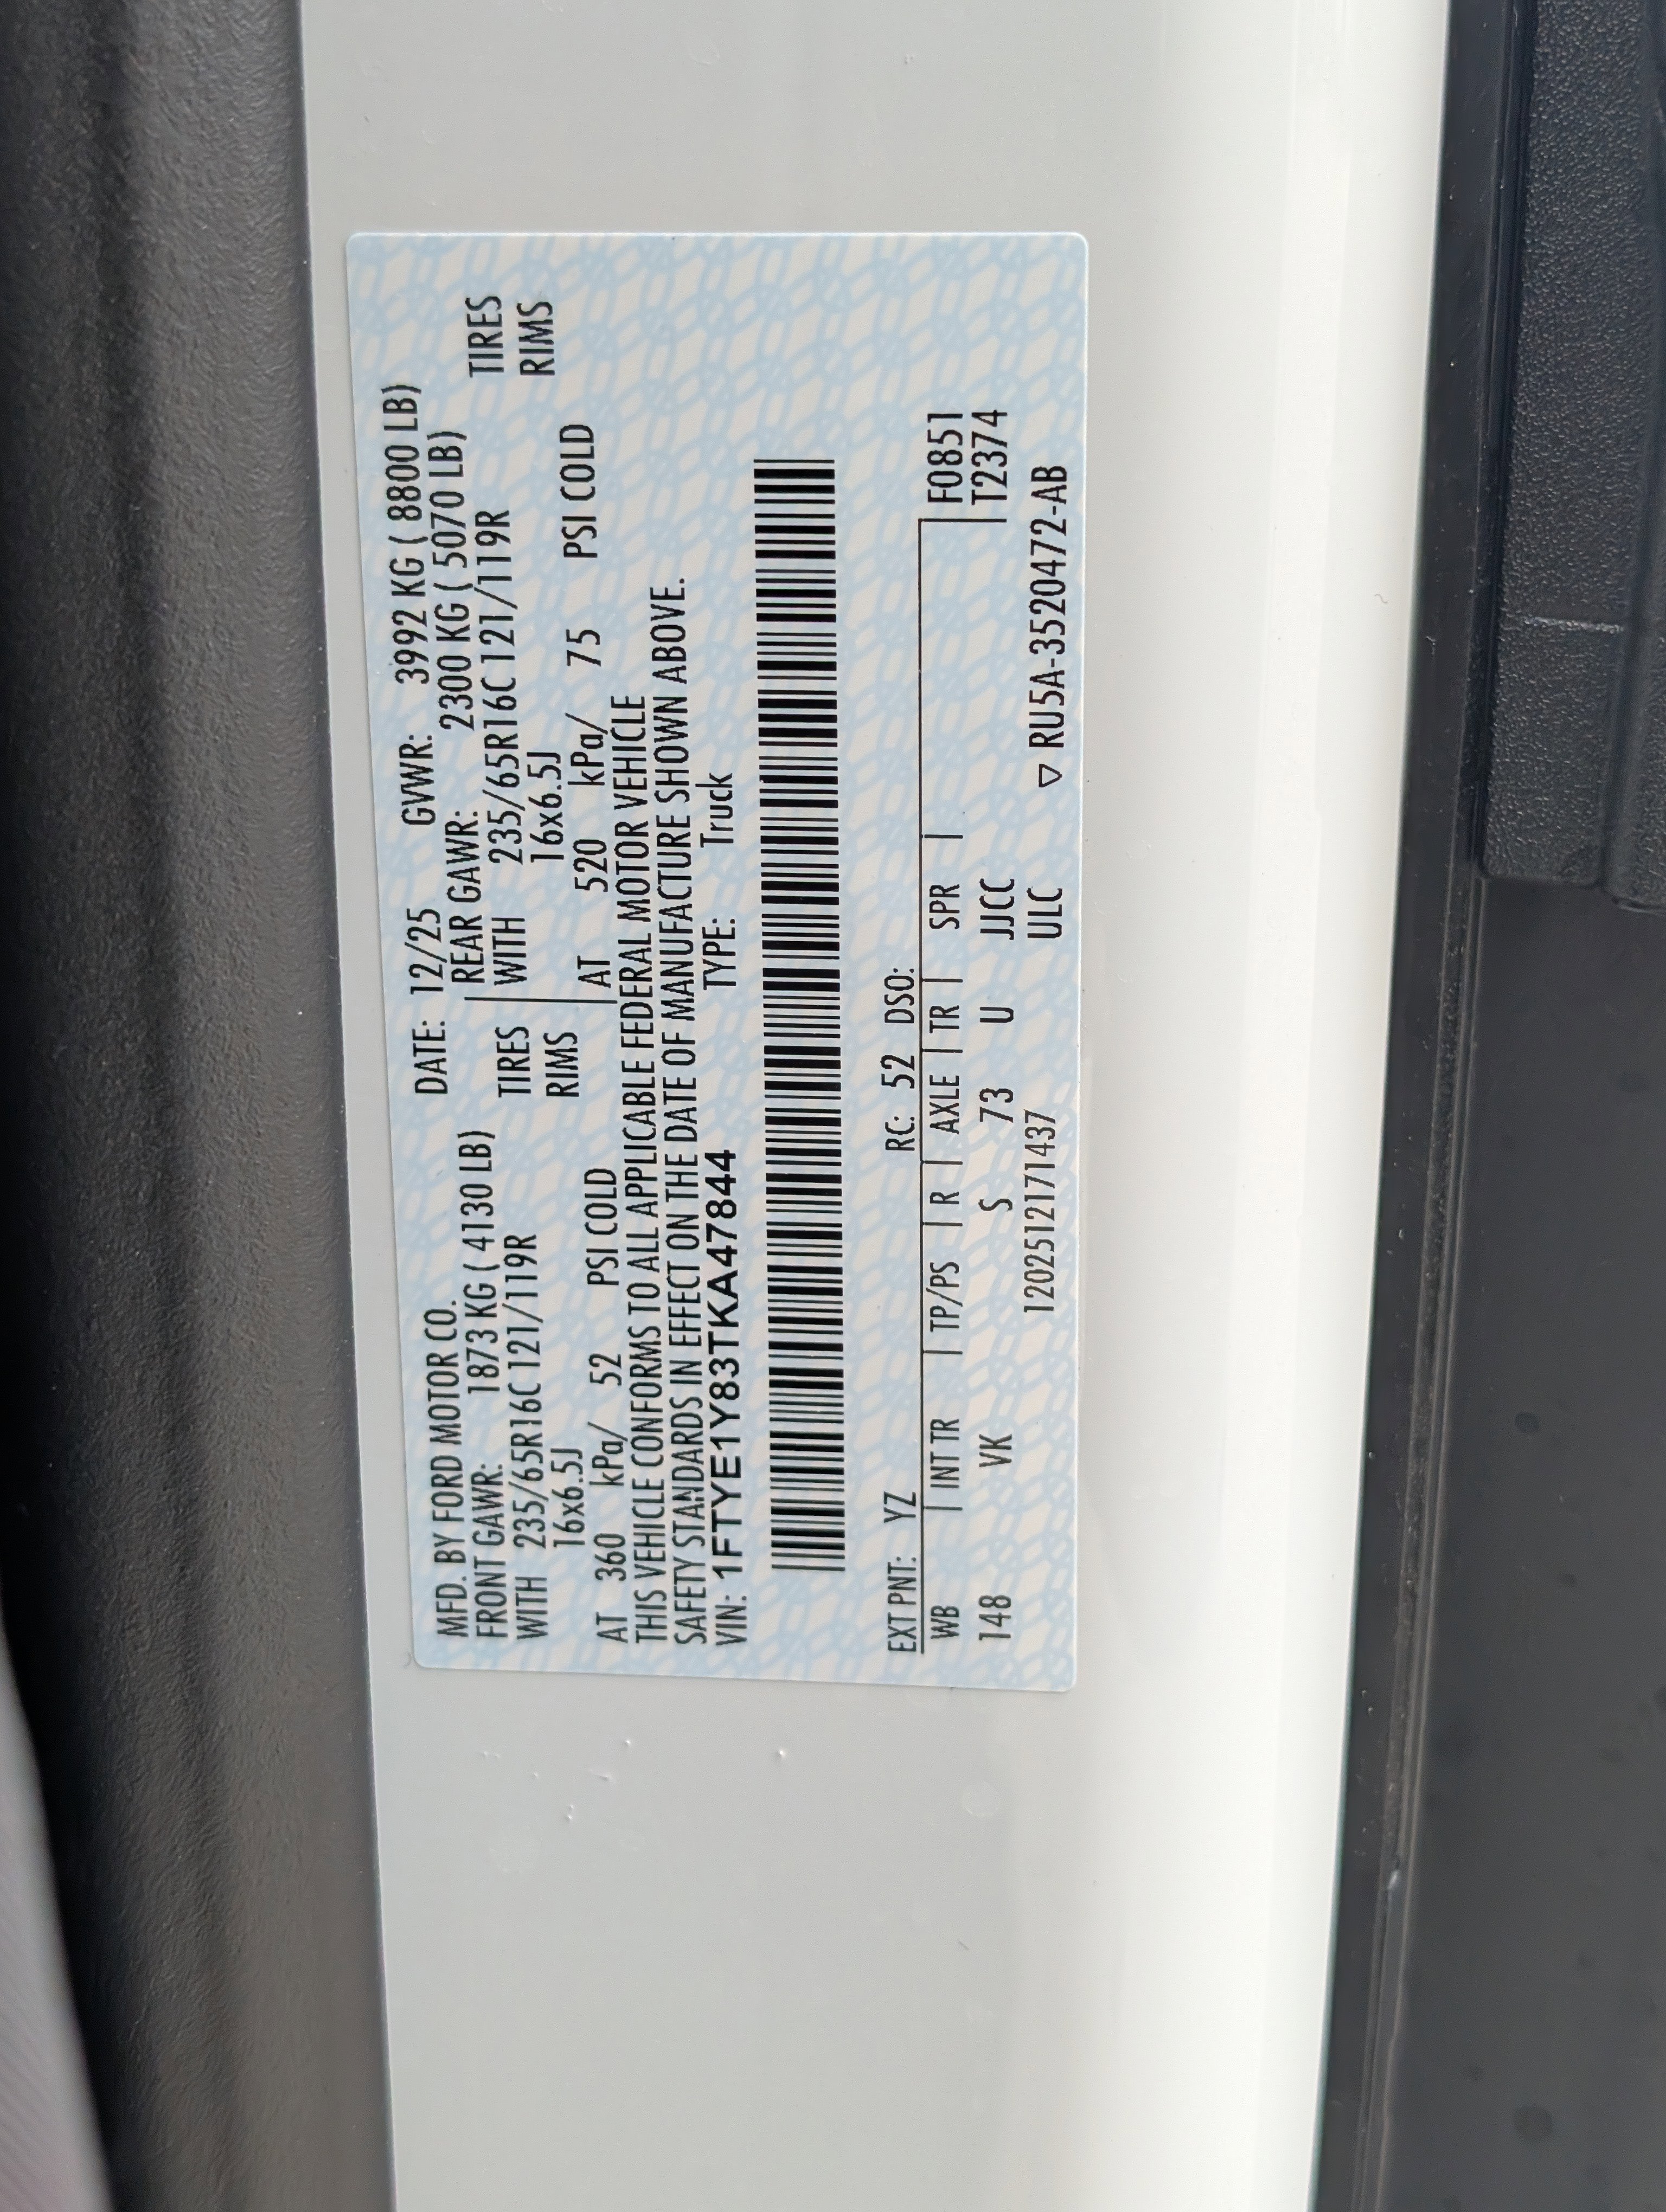 MFD. BY FORD MOTOR CO. DATE: 12/25 GVWR: 3992 KG ( 8800 LB)
FRONT GAWR: 1873 KG ( 4130 LB) REAR GAWR: 2300 KG ( 5070 LB)
WITH 235/65R16C 121/119R TIRES WITH 235/65R16C 121/119R TIRES
16x6.5J RIMS 16x6.5J RIMS
AT 360 kPa/ 52 PSI COLD AT 520 kPa/ 75 PSI COLD
THIS VEHICLE CONFORMS TO ALL APPLICABLE FEDERAL MOTOR VEHICLE
SAFETY STANDARDS IN EFFECT ON THE DATE OF MANUFACTURE SHOWN ABOVE.
VIN: 1FTYE1Y83TKA47844 TYPE: Truck
EXT PNT: YZ RC: 52 DSO:
WB | INT TR | TP/PS | R | AXLE | TR | SPR | F0851
148 VK S 73 U JJCC T2374
1202512171437 ULC ▽ RU5A-3520472-AB